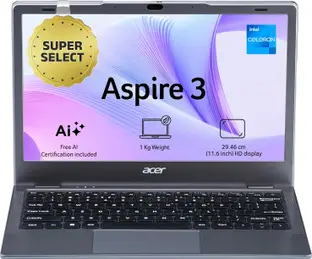 SUPER
SELECT
intel
CELERON
Aspire 3
Ai
Free AI
Certification included
1 Kg Weight
29.46 cm
(11.6 inch) HD display
acer